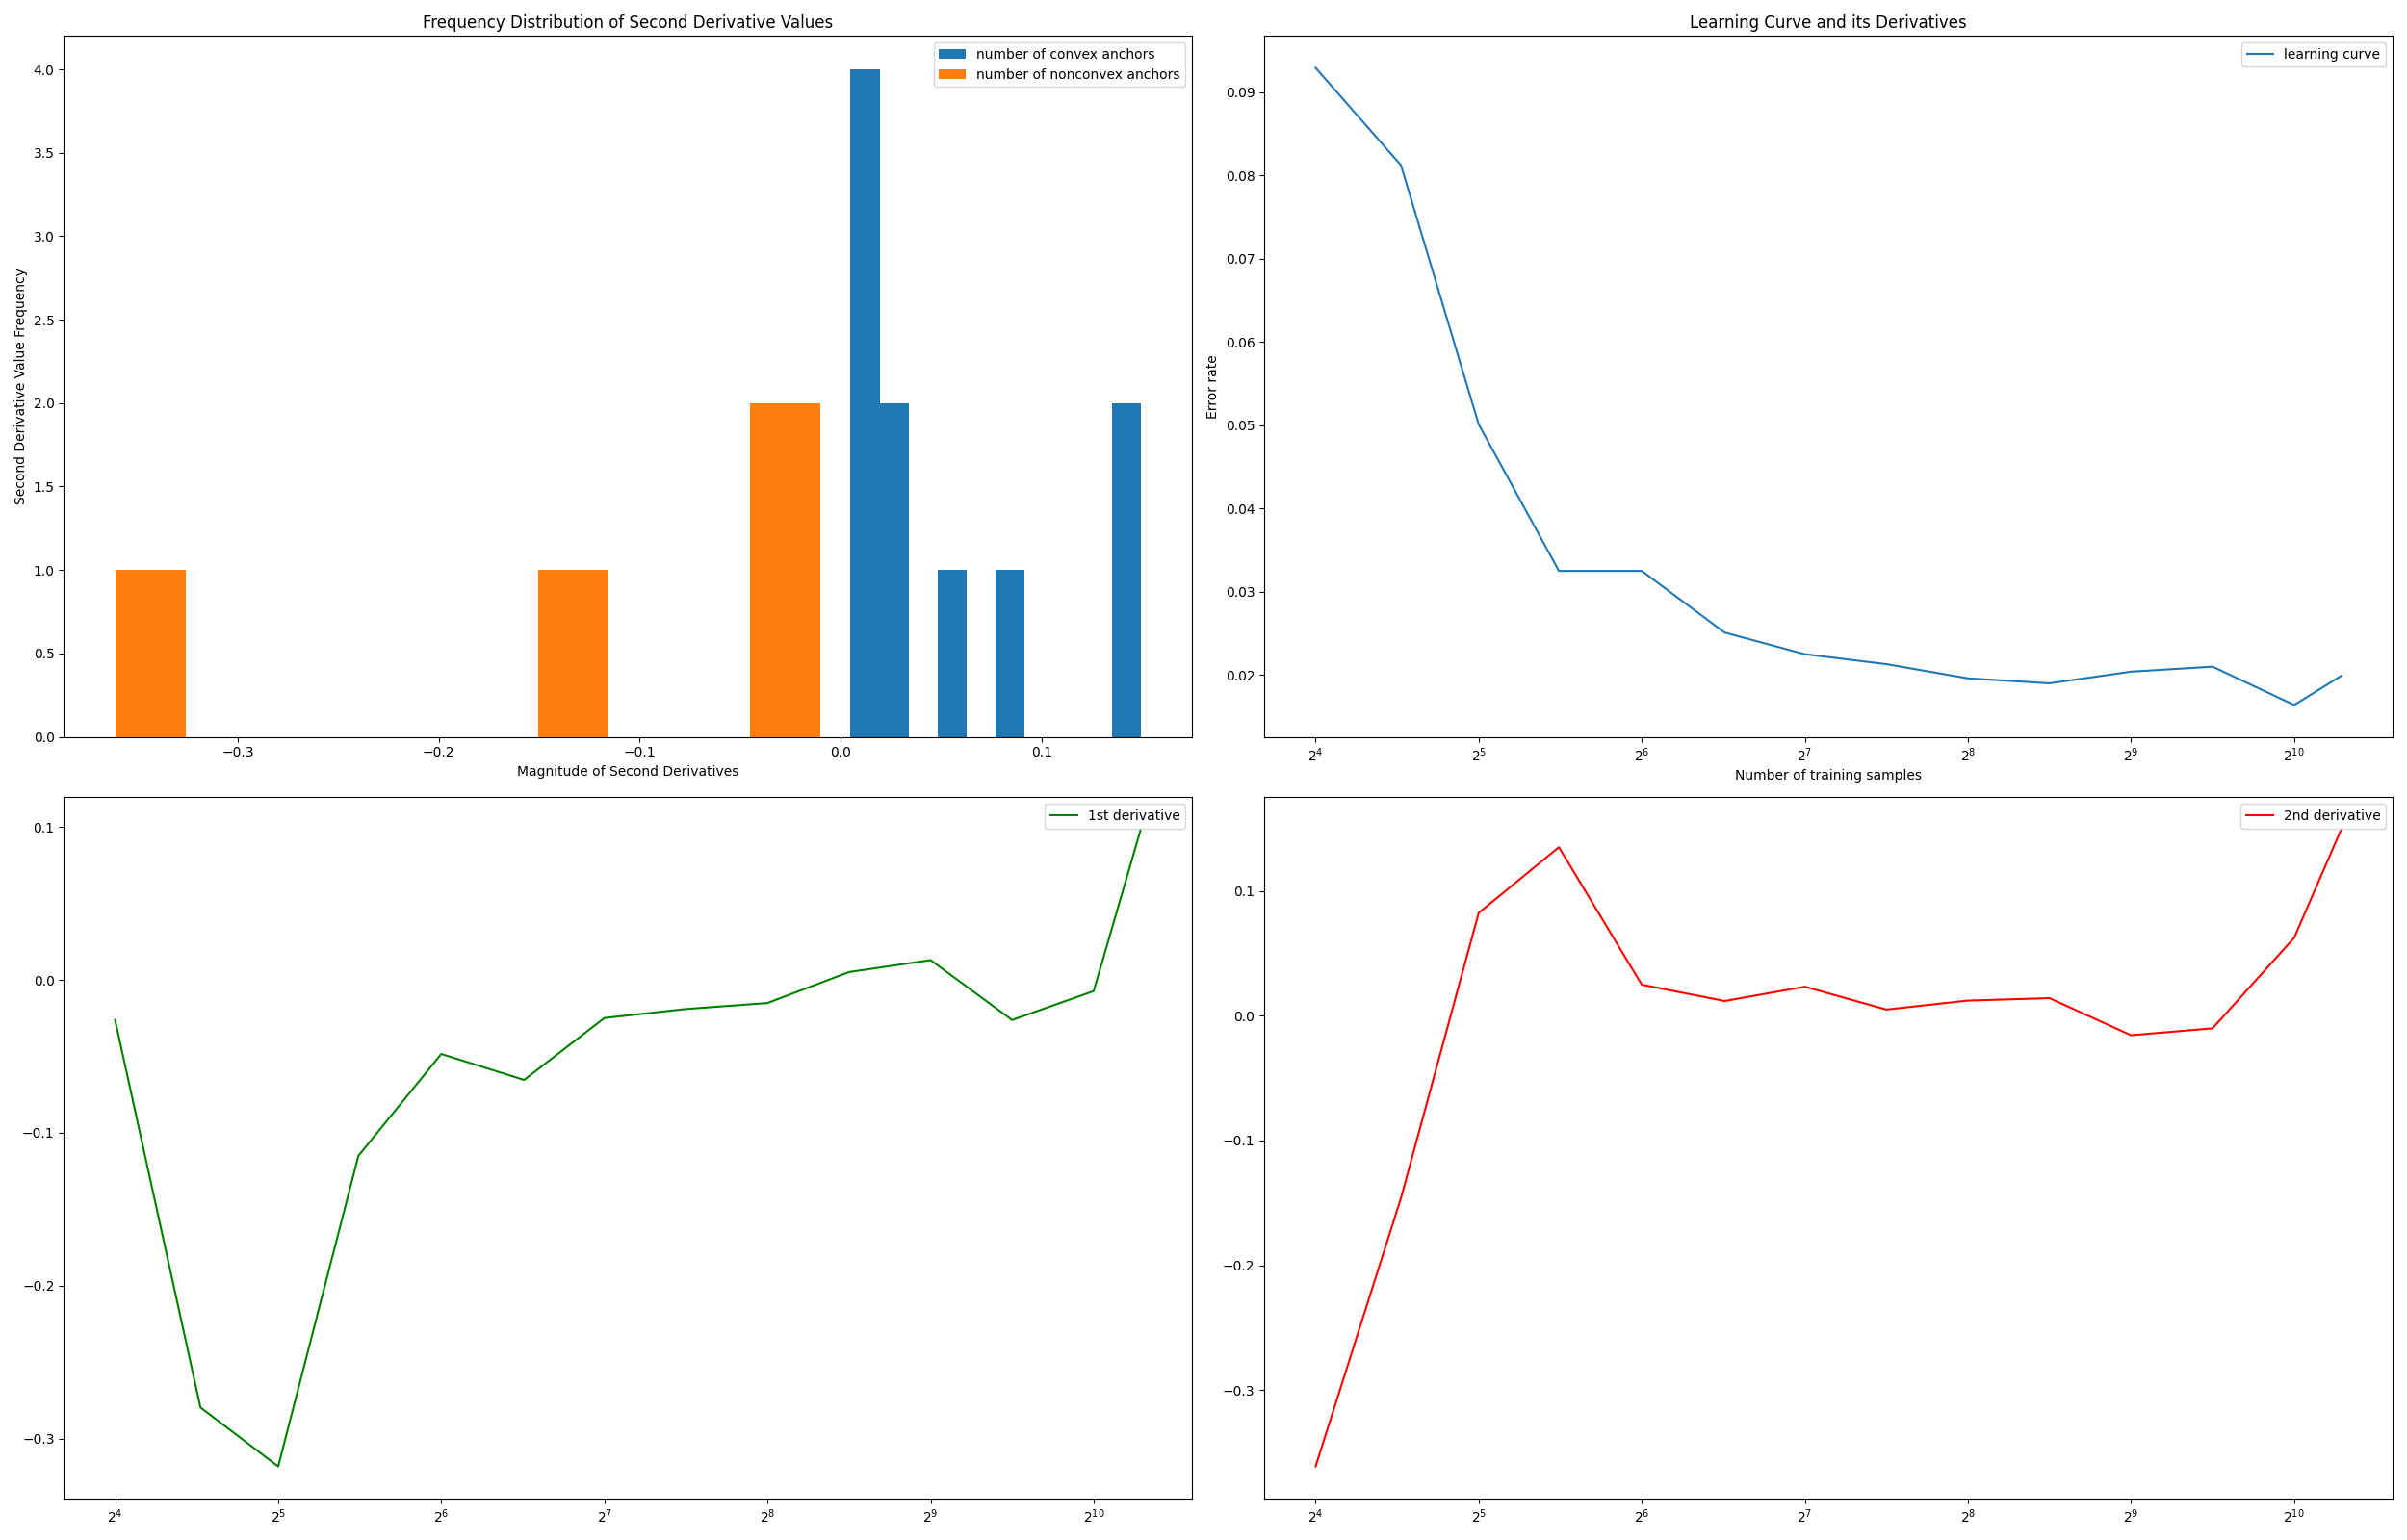 Frequency Distribution of Second Derivative Values
number of convex anchors
number of nonconvex anchors
4.0
3.5
3.0
2.5
2.0
1.5
1.0
0.5
0.0
Second Derivative Value Frequency
−0.3 −0.2 −0.1 0.0 0.1
Magnitude of Second Derivatives
Learning Curve and its Derivatives
learning curve
0.09
0.08
0.07
0.06
0.05
0.04
0.03
0.02
Error rate
2⁴ 2⁵ 2⁶ 2⁷ 2⁸ 2⁹ 2¹⁰
Number of training samples
1st derivative
0.1
0.0
−0.1
−0.2
−0.3
2⁴ 2⁵ 2⁶ 2⁷ 2⁸ 2⁹ 2¹⁰
2nd derivative
0.1
0.0
−0.1
−0.2
−0.3
2⁴ 2⁵ 2⁶ 2⁷ 2⁸ 2⁹ 2¹⁰